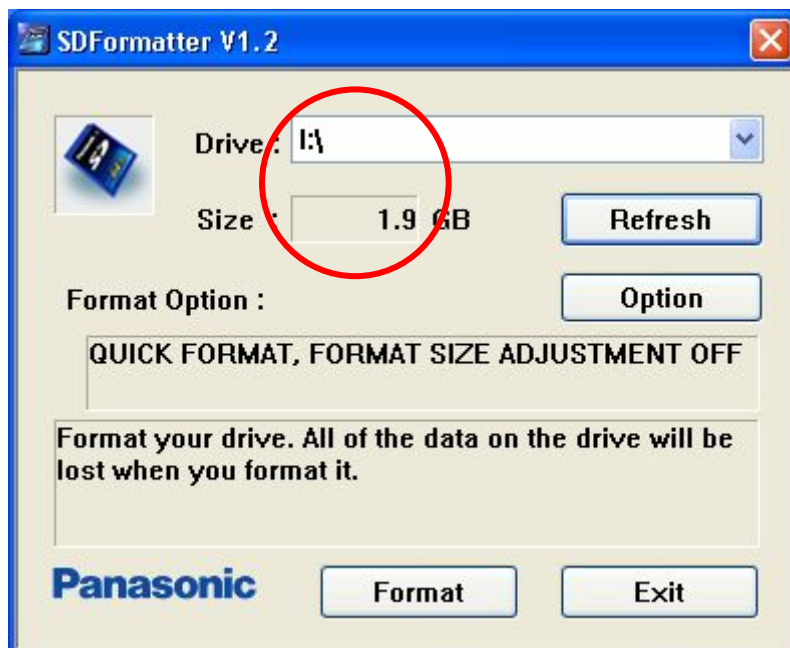 SDFormatter V1.2
Drive : I:\
Size : 1.9 GB
Refresh
Format Option :
Option
QUICK FORMAT, FORMAT SIZE ADJUSTMENT OFF
Format your drive. All of the data on the drive will be
lost when you format it.
Panasonic
Format
Exit